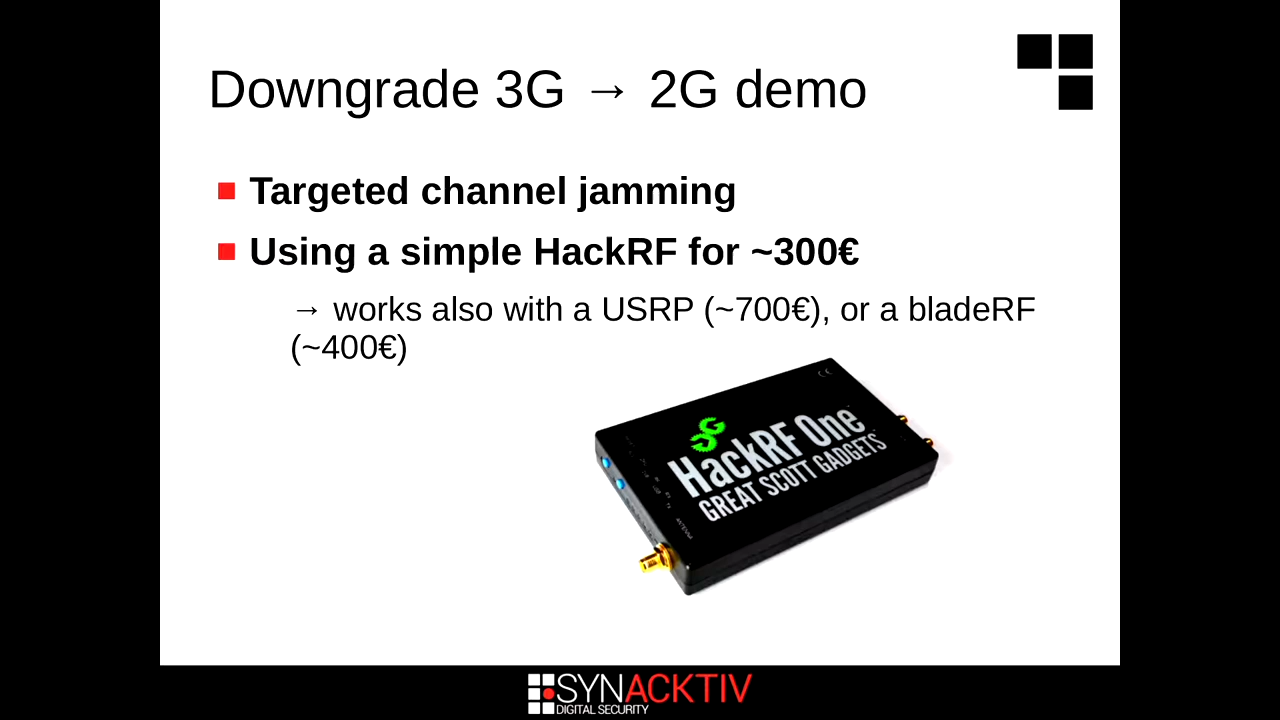 Downgrade 3G → 2G demo
Targeted channel jamming
Using a simple HackRF for ~300€
→ works also with a USRP (~700€), or a bladeRF
(~400€)
HackRF One
GREAT SCOTT GADGETS
SYNACKTIV
DIGITAL SECURITY